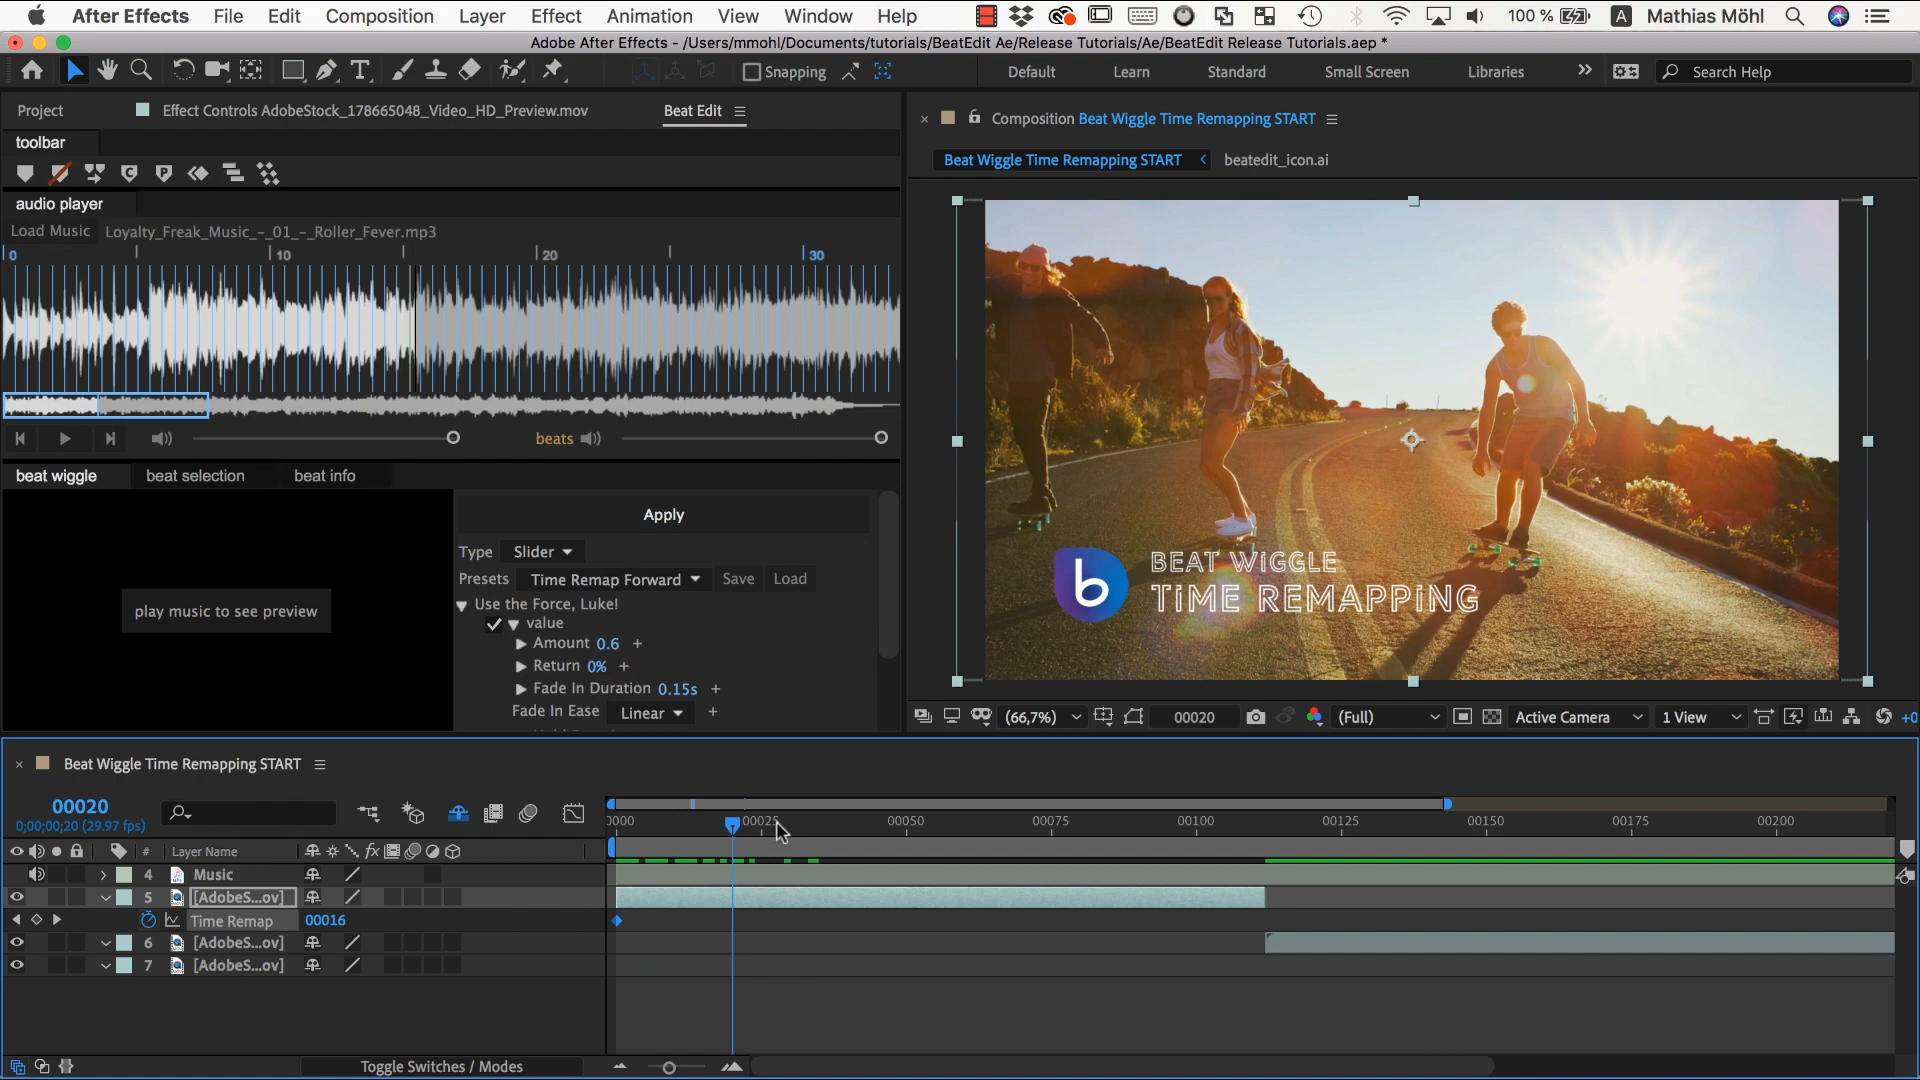 After Effects File Edit Composition Layer Effect Animation View Window Help 100 % A Mathias Möhl
Adobe After Effects - /Users/mmohl/Documents/tutorials/BeatEdit Ae/Release Tutorials/Ae/BeatEdit Release Tutorials.aep *
Snapping Default Learn Standard Small Screen Libraries Search Help
Project Effect Controls AdobeStock_178665048_Video_HD_Preview.mov Beat Edit
Composition Beat Wiggle Time Remapping START
toolbar
Beat Wiggle Time Remapping START beatedit_icon.ai
audio player
Load Music Loyalty_Freak_Music_-_01_-_Roller_Fever.mp3
0 10 20 30
beats
beat wiggle beat selection beat info
Apply
Type Slider
Presets Time Remap Forward Save Load
Use the Force, Luke!
value
Amount 0.6 +
Return 0% +
Fade In Duration 0.15s +
Fade In Ease Linear +
play music to see preview
b
BEAT WIGGLE
TIME REMAPPING
(66,7%) 00020 (Full) Active Camera 1 View +0
Beat Wiggle Time Remapping START
00020
0;00;00;20 (29.97 fps)
0000 00025 00050 00075 00100 00125 00150 00175 00200
# Layer Name fx
4 Music
5 [AdobeS...ov]
Time Remap 00016
6 [AdobeS...ov]
7 [AdobeS...ov]
Toggle Switches / Modes